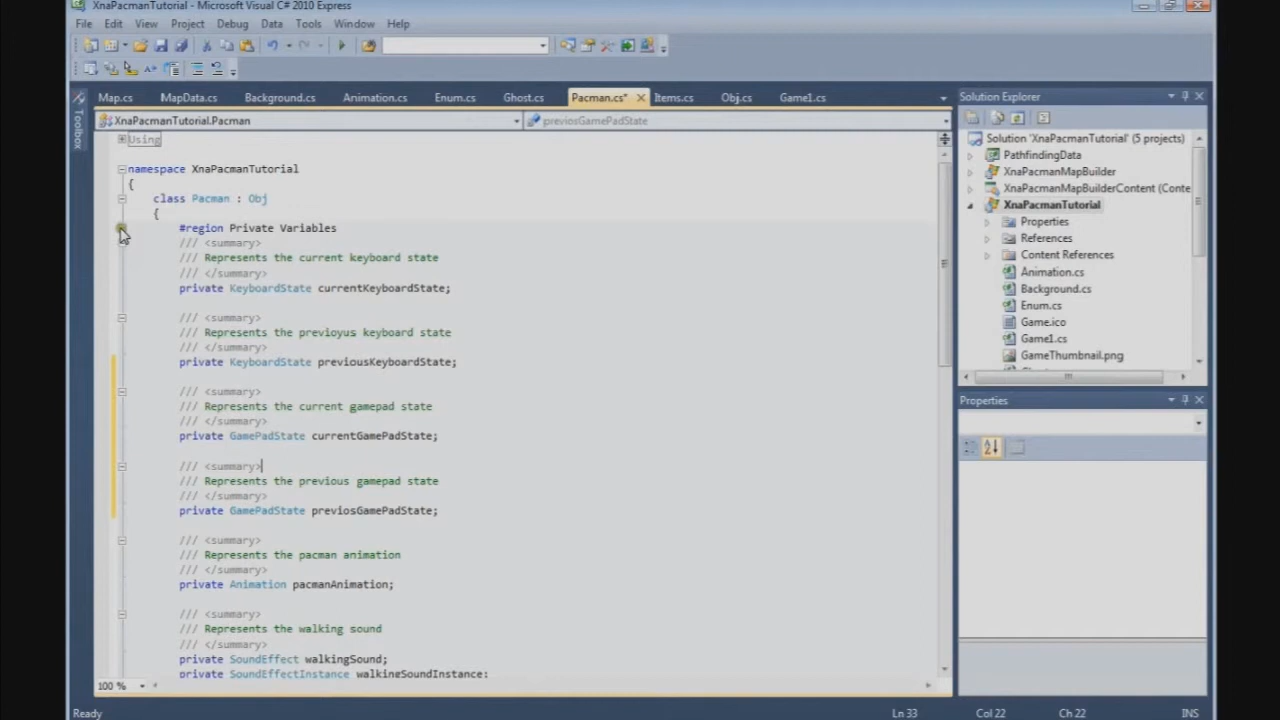 XnaPacmanTutorial - Microsoft Visual C# 2010 Express
File Edit View Project Debug Data Tools Window Help
Map.cs MapData.cs Background.cs Animation.cs Enum.cs Ghost.cs Pacman.cs* Items.cs Obj.cs Game1.cs
XnaPacmanTutorial.Pacman previosGamePadState
Toolbox
Using
namespace XnaPacmanTutorial
{
class Pacman : Obj
{
#region Private Variables
/// <summary>
/// Represents the current keyboard state
/// </summary>
private KeyboardState currentKeyboardState;
/// <summary>
/// Represents the previoyus keyboard state
/// </summary>
private KeyboardState previousKeyboardState;
/// <summary>
/// Represents the current gamepad state
/// </summary>
private GamePadState currentGamePadState;
/// <summary>
/// Represents the previous gamepad state
/// </summary>
private GamePadState previosGamePadState;
/// <summary>
/// Represents the pacman animation
/// </summary>
private Animation pacmanAnimation;
/// <summary>
/// Represents the walking sound
/// </summary>
private SoundEffect walkingSound;
private SoundEffectInstance walkingSoundInstance;
100 %
Solution Explorer
Solution 'XnaPacmanTutorial' (5 projects)
PathfindingData
XnaPacmanMapBuilder
XnaPacmanMapBuilderContent (Conte
XnaPacmanTutorial
Properties
References
Content References
Animation.cs
Background.cs
Enum.cs
Game.ico
Game1.cs
GameThumbnail.png
Properties
Ready Ln 33 Col 22 Ch 22 INS